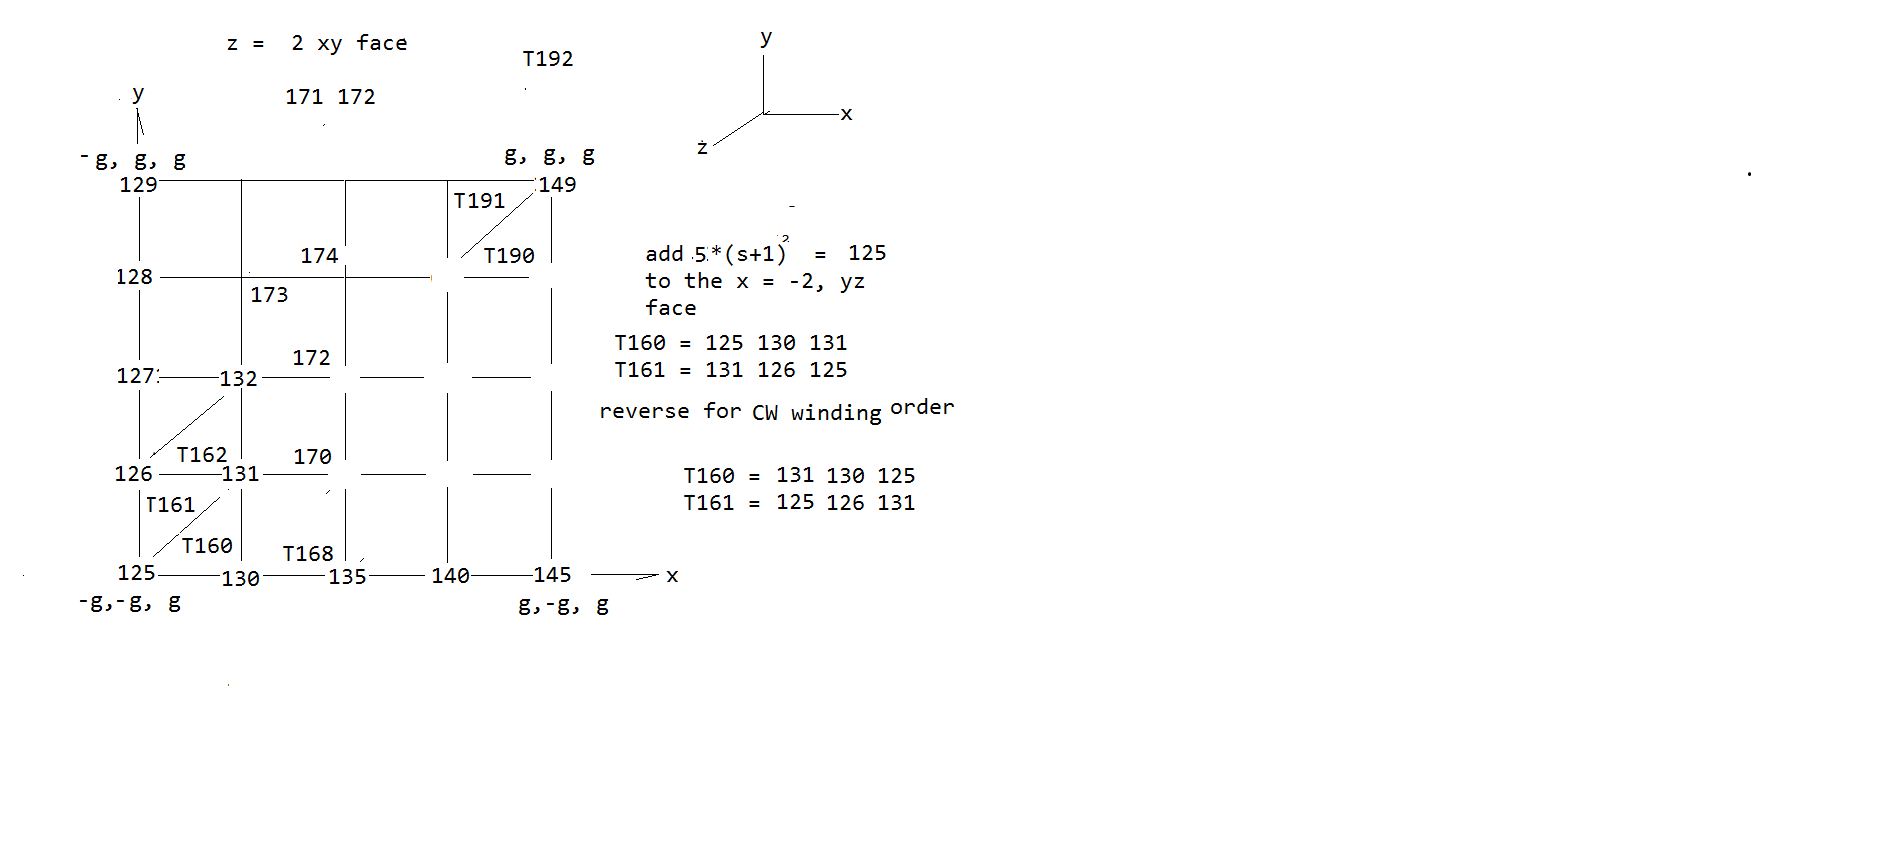 z = 2 xy face
T192
y
171 172
y
x
z
-g, g, g
g, g, g
129
149
T191
174
T190
128
173
add 5*(s+1)² = 125
to the x = -2, yz
face
T160 = 125 130 131
T161 = 131 126 125
172
127
132
reverse for CW winding order
T162
170
126
131
T160 = 131 130 125
T161 = 125 126 131
T161
T160
T168
125
130
135
140
145
x
-g,-g, g
g,-g, g